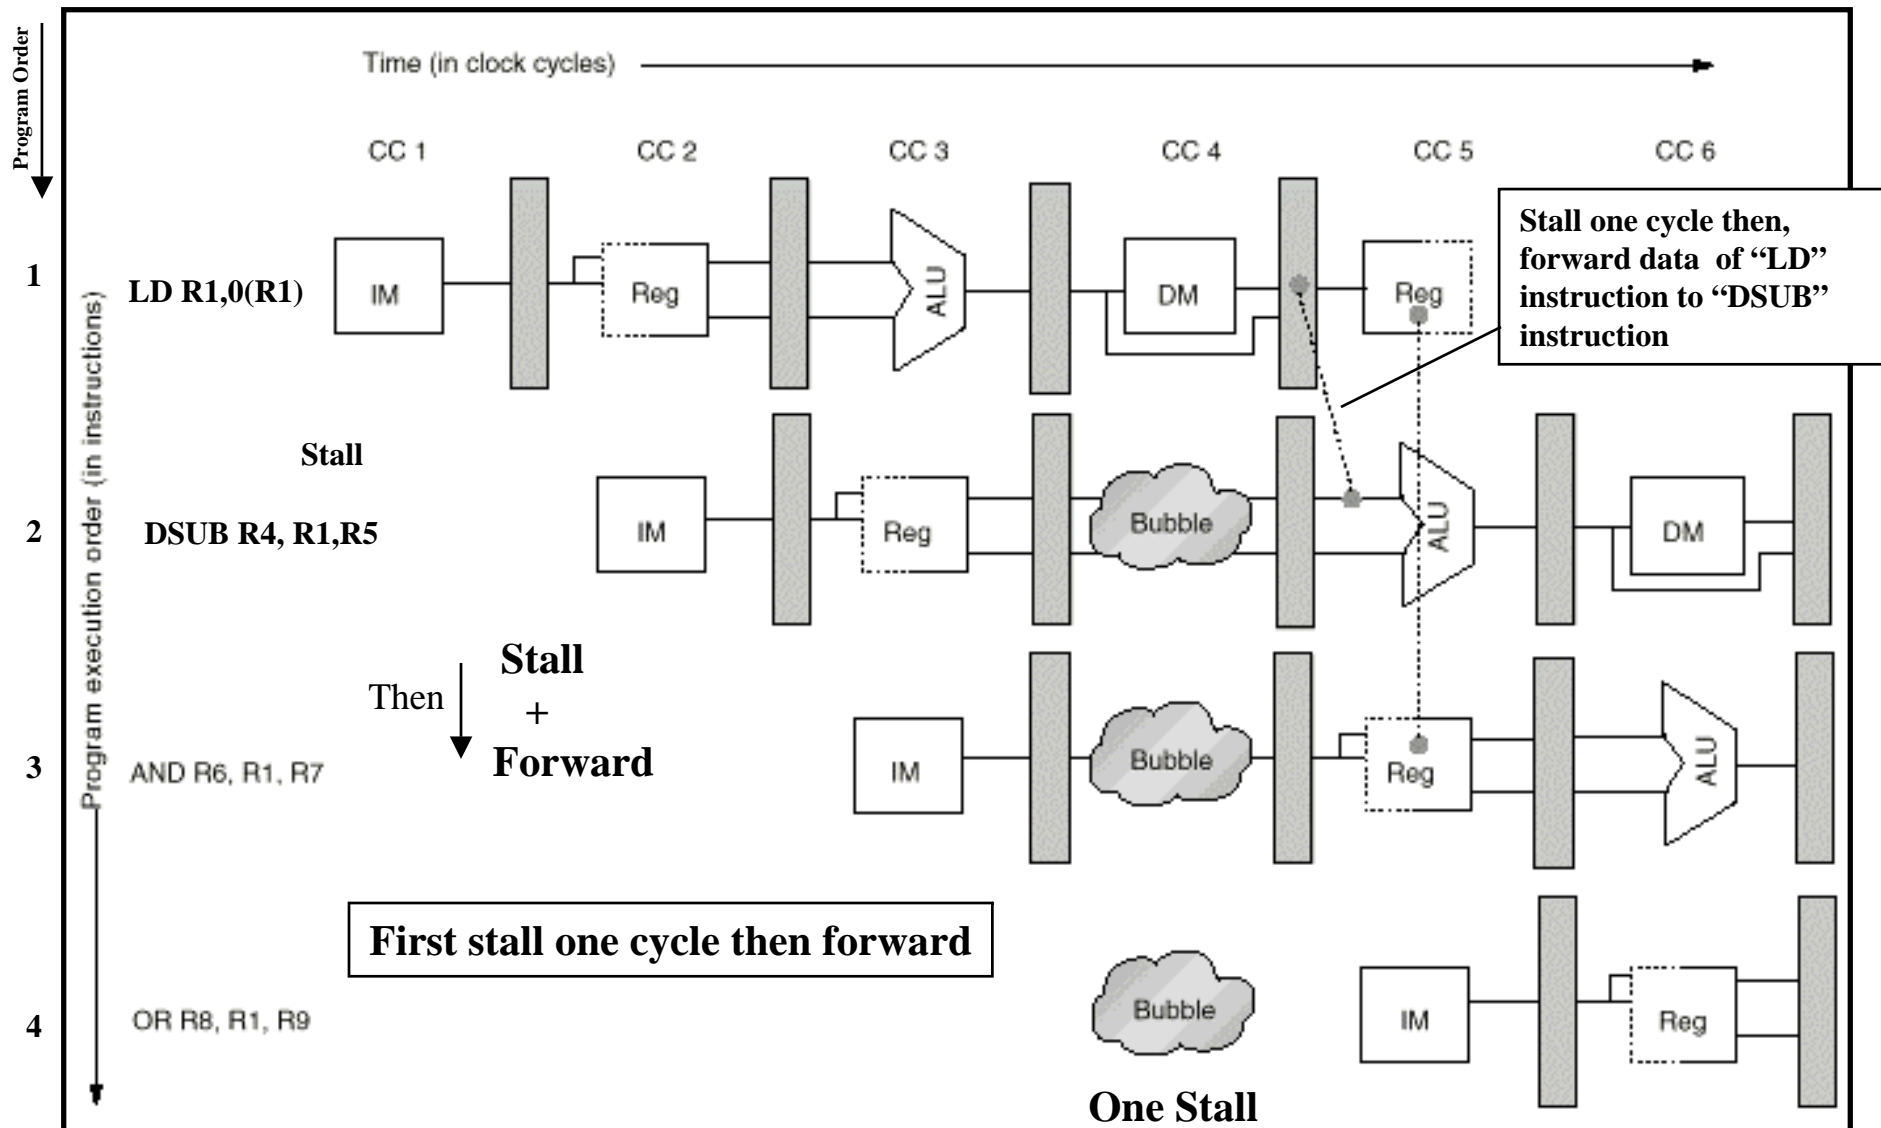 Program Order
Time (in clock cycles)
CC 1 CC 2 CC 3 CC 4 CC 5 CC 6
Stall one cycle then,
forward data of “LD”
instruction to “DSUB”
instruction
Program execution order (in instructions)
1 LD R1,0(R1) IM Reg ALU DM Reg
Stall
2 DSUB R4, R1,R5 IM Reg Bubble ALU DM
Then
Stall
+
Forward
3 AND R6, R1, R7 IM Bubble Reg ALU
First stall one cycle then forward
4 OR R8, R1, R9 Bubble IM Reg
One Stall